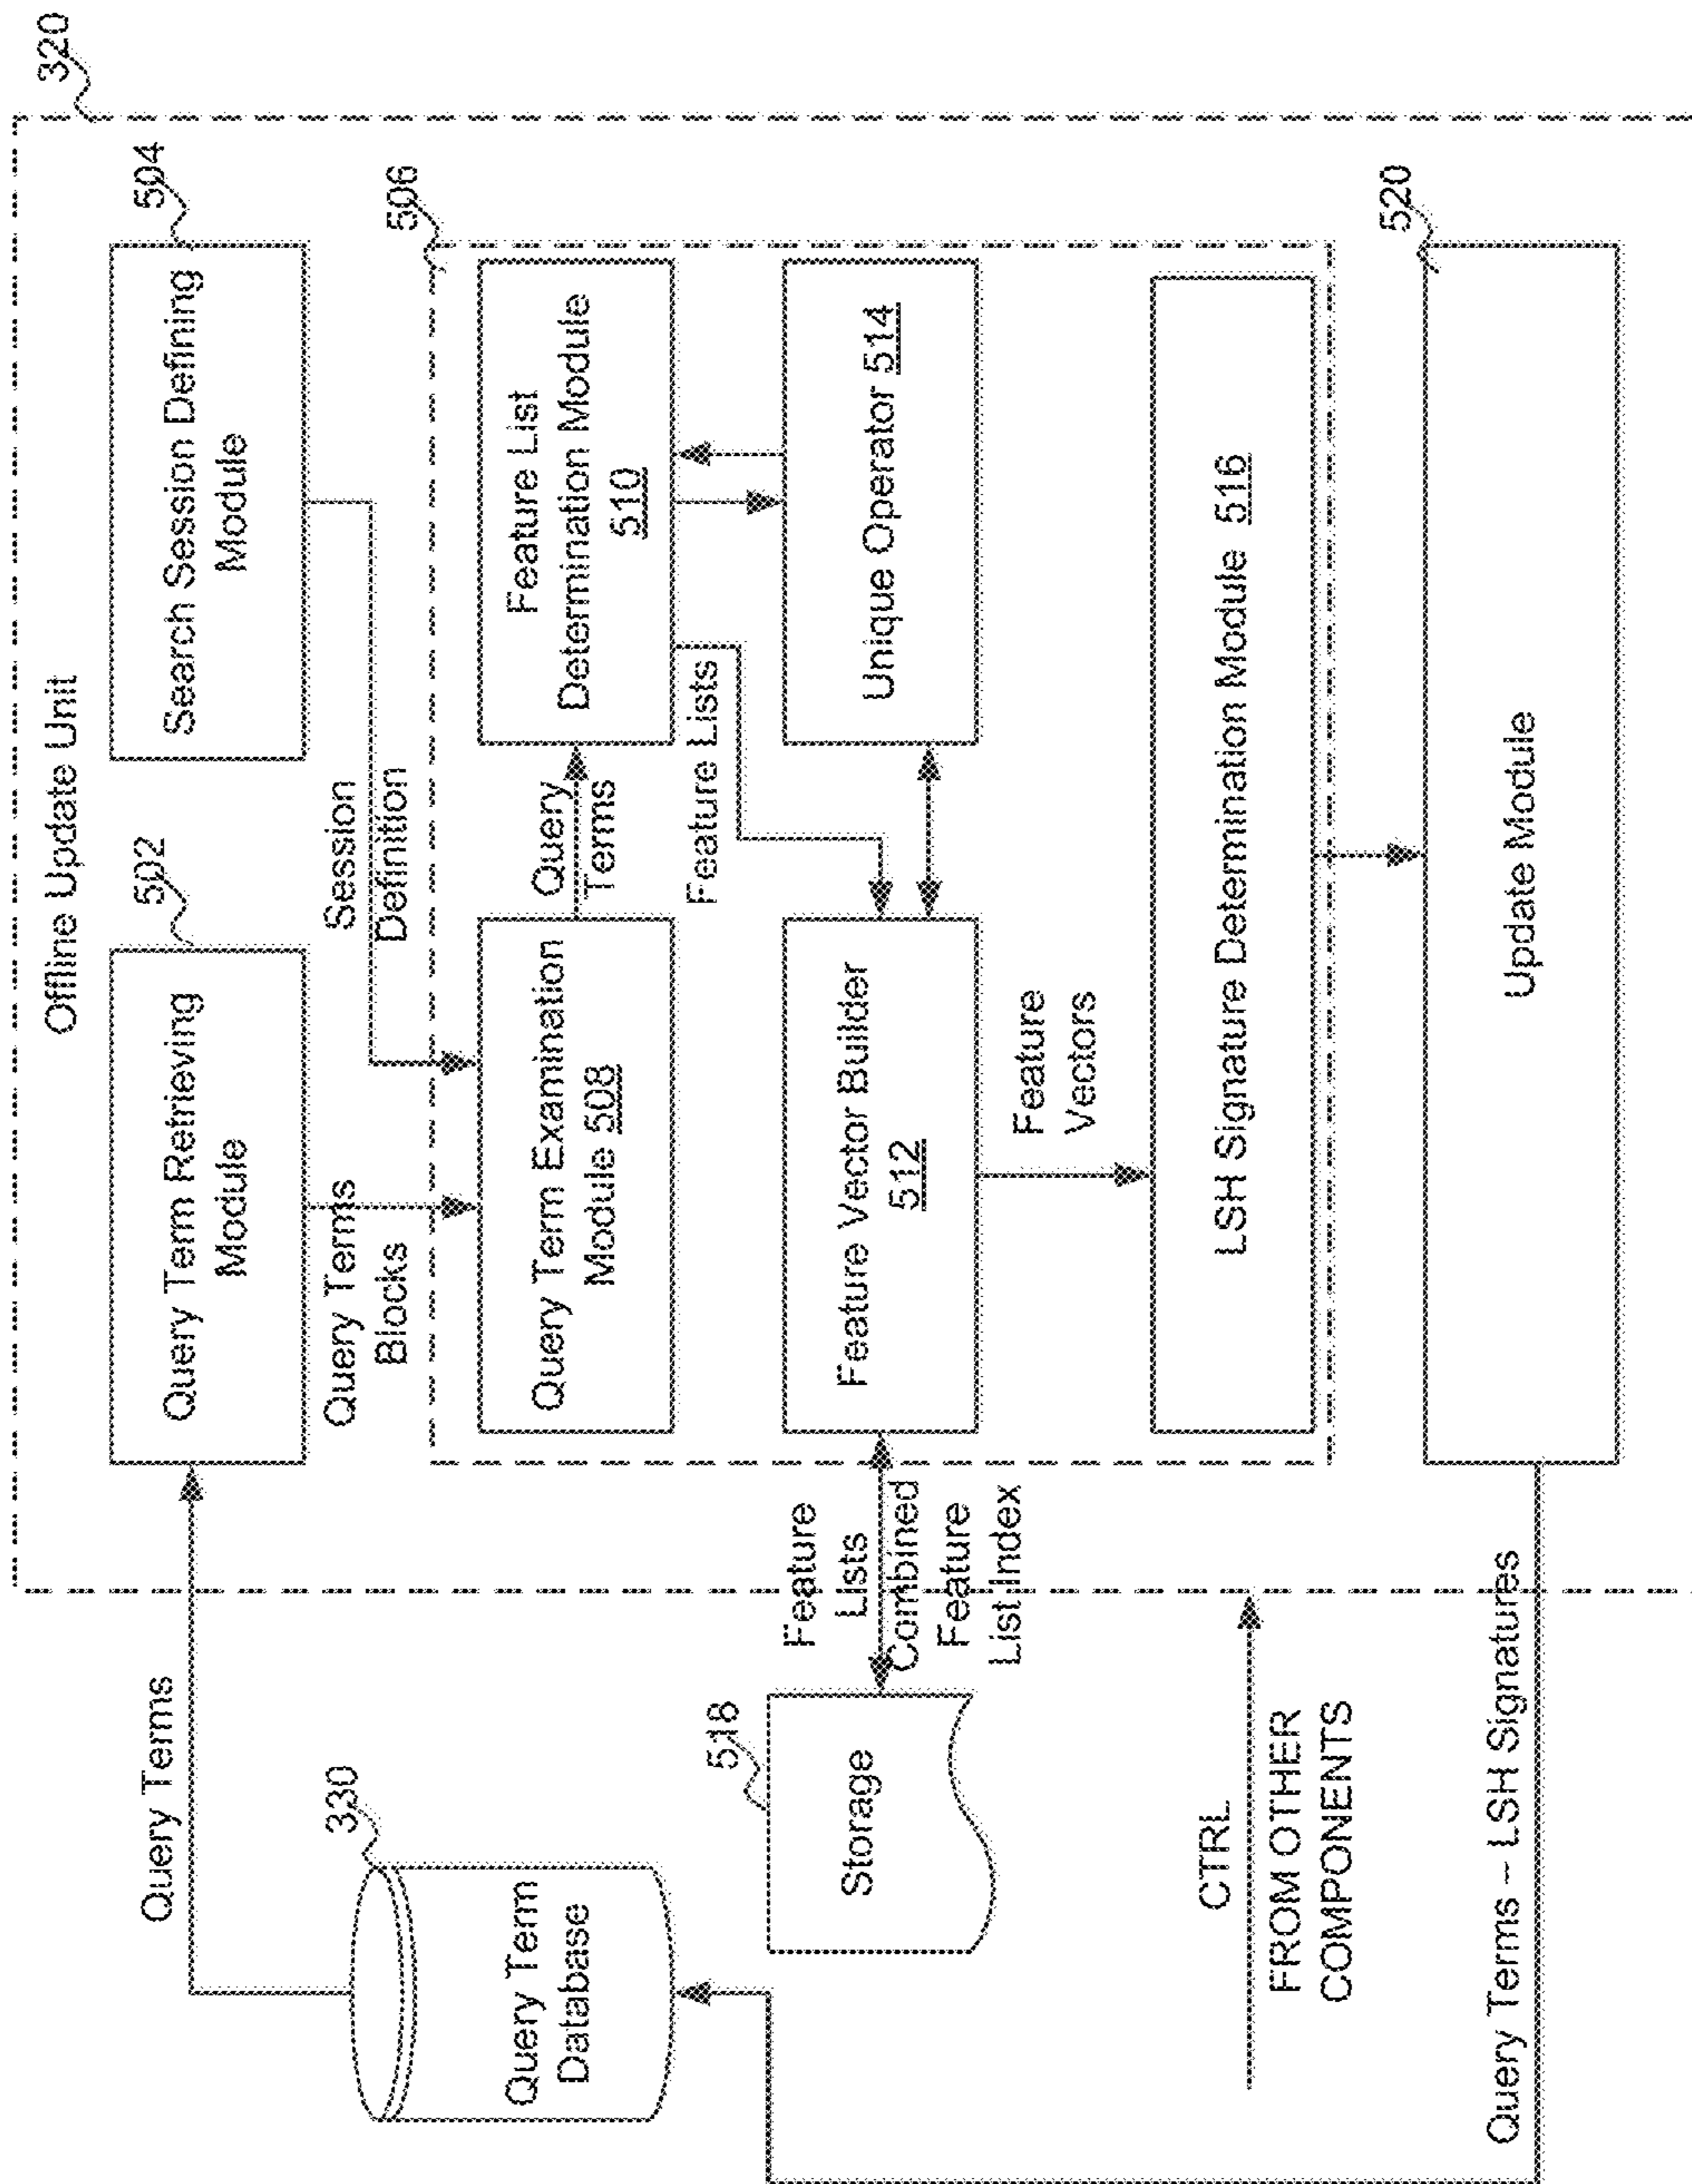 Offline Update Unit
320
Query Terms
Query Term Retrieving
Module
502
Search Session Defining
Module
504
Query Terms
Blocks
Session
Definition
506
330
Query Term
Database
Query Term Examination
Module 508
Query
Terms
Feature List
Determination Module
510
Feature Lists
518
Storage
Feature
Lists
Combined
Feature
List Index
Feature Vector Builder
512
Unique Operator 514
Feature
Vectors
CTRL
FROM OTHER
COMPONENTS
LSH Signature Determination Module 516
520
Update Module
Query Terms – LSH Signatures